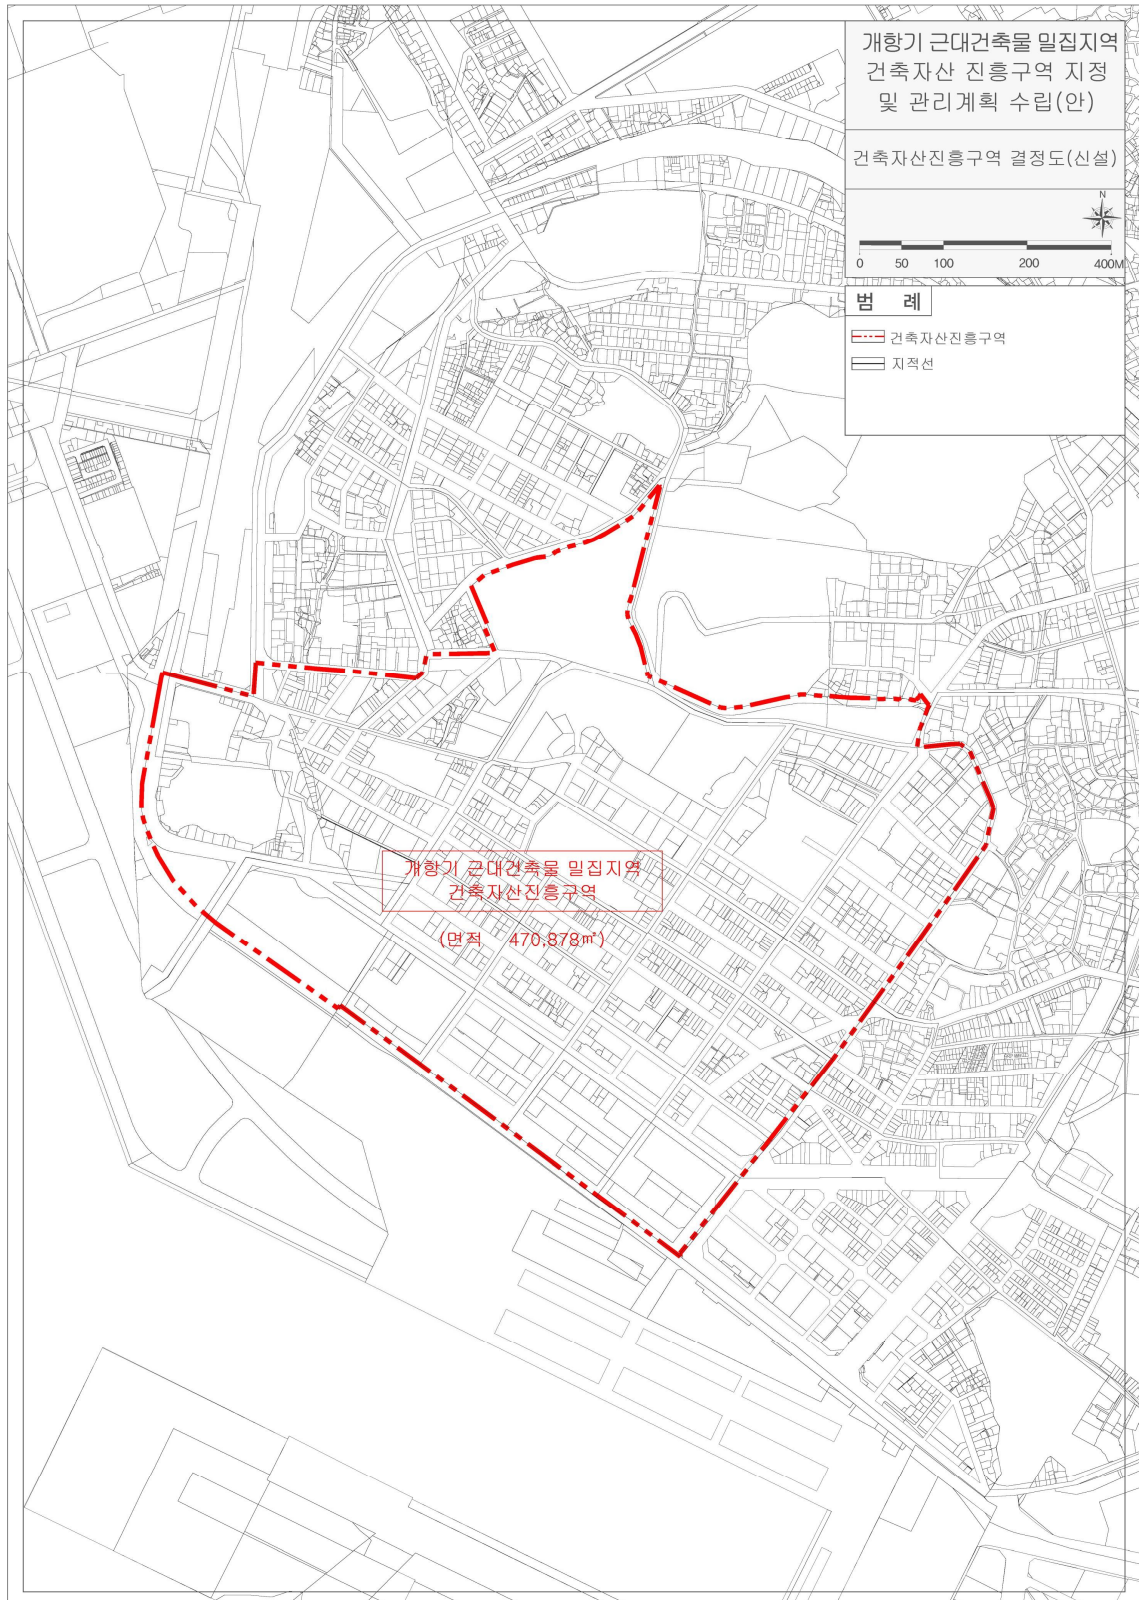 개항기 근대건축물 밀집지역
건축자산 진흥구역 지정
및 관리계획 수립(안)
건축자산진흥구역 결정도(신설)
N
0 50 100 200 400M
범 례
건축자산진흥구역
지적선
개항기 근대건축물 밀집지역
건축자산진흥구역
(면적 470,878㎡)